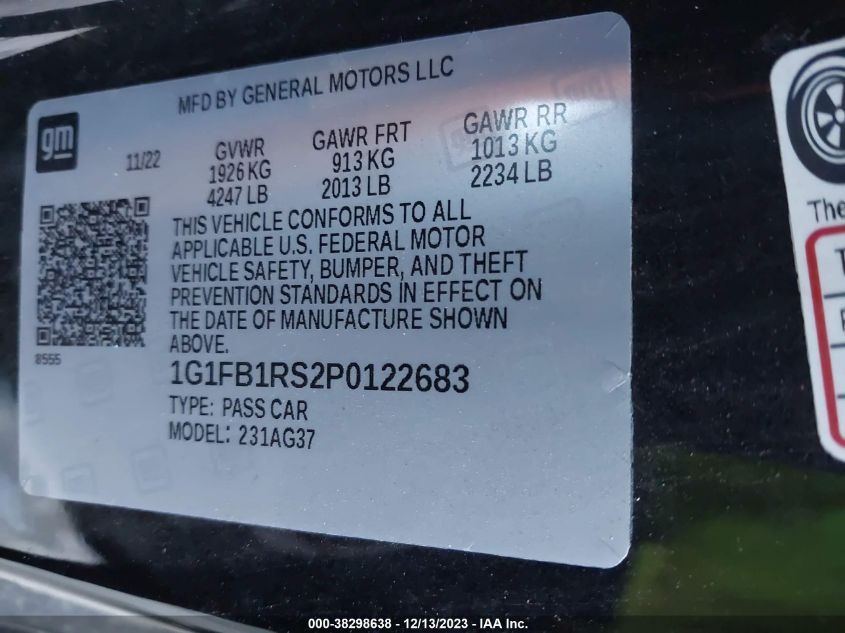 MFD BY GENERAL MOTORS LLC
gm
11/22
GVWR
1926 KG
4247 LB
GAWR FRT
913 KG
2013 LB
GAWR RR
1013 KG
2234 LB
THIS VEHICLE CONFORMS TO ALL
APPLICABLE U.S. FEDERAL MOTOR
VEHICLE SAFETY, BUMPER, AND THEFT
PREVENTION STANDARDS IN EFFECT ON
THE DATE OF MANUFACTURE SHOWN
ABOVE.
8555
1G1FB1RS2P0122683
TYPE: PASS CAR
MODEL: 231AG37
The
000-38298638 - 12/13/2023 - IAA Inc.